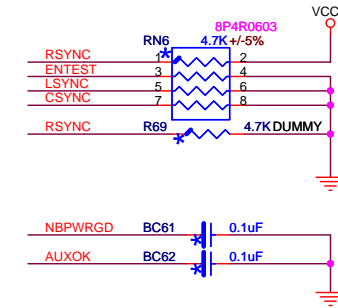 VCC
8P4R0603
RN6 4.7K +/-5%
RSYNC 1 2
ENTEST 3 4
LSYNC 5 6
CSYNC 7 8
RSYNC R69 4.7K DUMMY
NBPWRGD BC61 0.1uF
AUXOK BC62 0.1uF